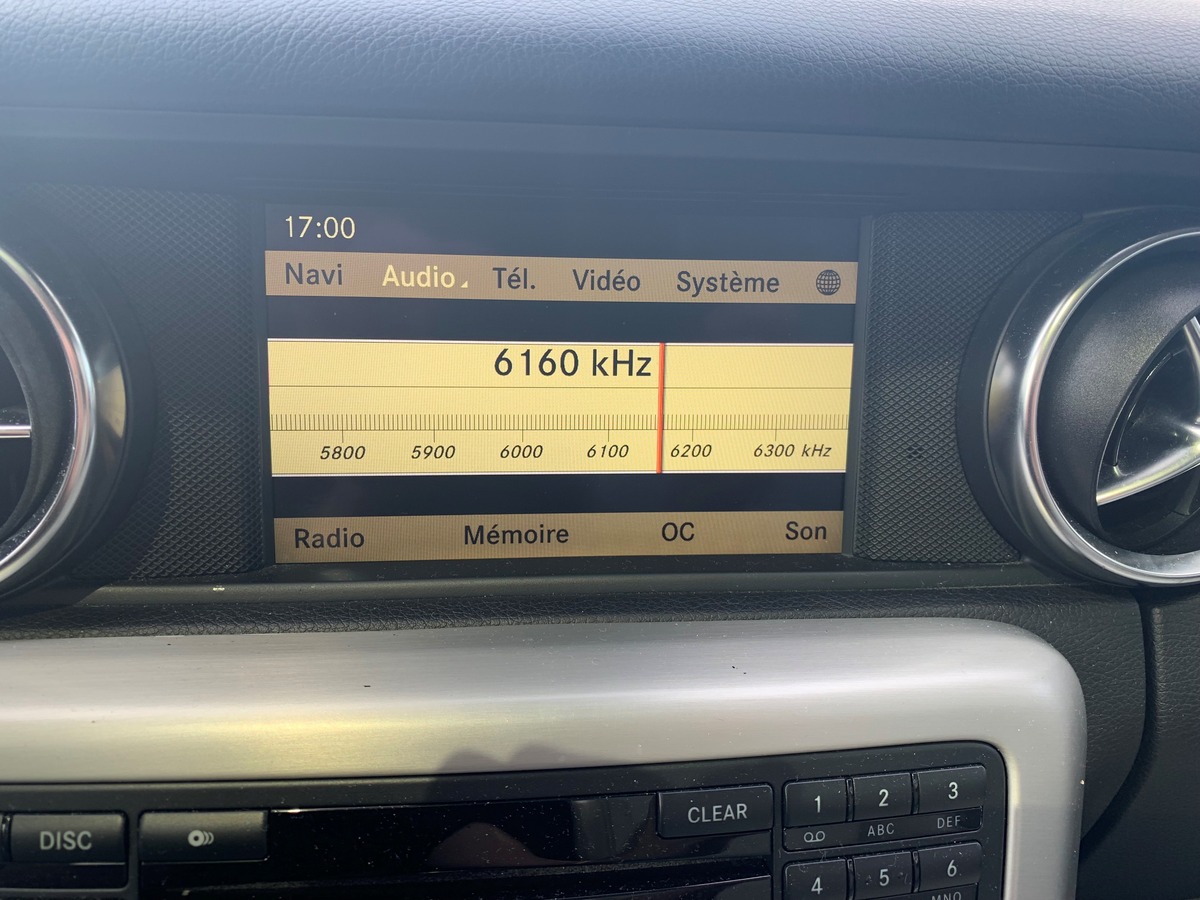 17:00
Navi Audio Tél. Vidéo Système
6160 kHz
5800 5900 6000 6100 6200 6300 kHz
Radio Mémoire OC Son
DISC CLEAR 1 2 3
ABC DEF
4 5 6
MNO